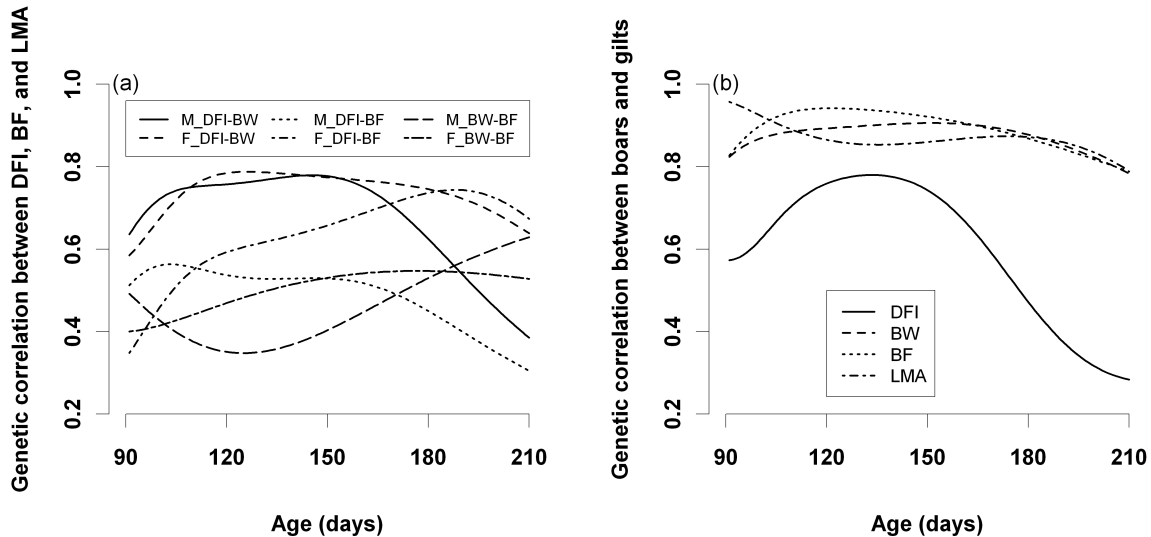 Genetic correlation between DFI, BF, and LMA
(a)
M_DFI-BW M_DFI-BF M_BW-BF
F_DFI-BW F_DFI-BF F_BW-BF
1.0
0.8
0.6
0.4
0.2
90 120 150 180 210
Age (days)
Genetic correlation between boars and gilts
(b)
1.0
0.8
0.6
0.4
0.2
DFI
BW
BF
LMA
90 120 150 180 210
Age (days)